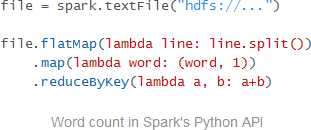 file = spark.textFile("hdfs://...")
file.flatMap(lambda line: line.split())
    .map(lambda word: (word, 1))
    .reduceByKey(lambda a, b: a+b)
Word count in Spark's Python API